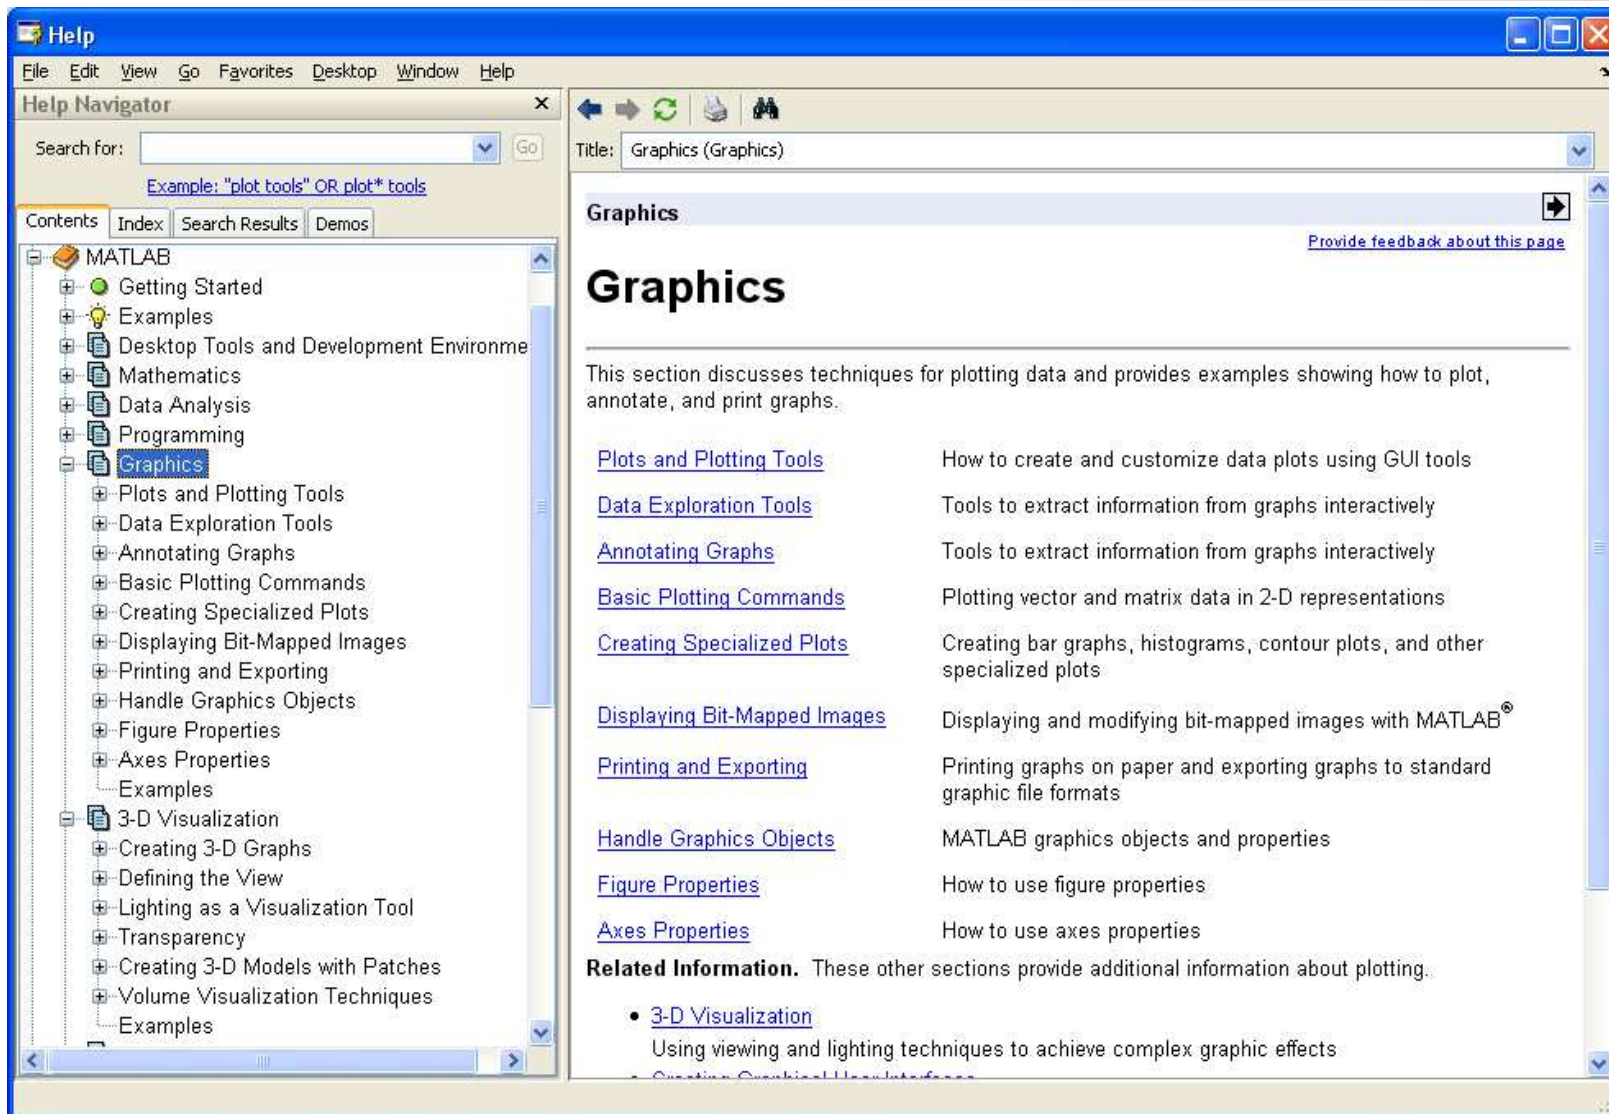 Help
File Edit View Go Favorites Desktop Window Help
Help Navigator
Search for:
Go
Example: "plot tools" OR plot* tools
Contents Index Search Results Demos
MATLAB
Getting Started
Examples
Desktop Tools and Development Environme
Mathematics
Data Analysis
Programming
Graphics
Plots and Plotting Tools
Data Exploration Tools
Annotating Graphs
Basic Plotting Commands
Creating Specialized Plots
Displaying Bit-Mapped Images
Printing and Exporting
Handle Graphics Objects
Figure Properties
Axes Properties
Examples
3-D Visualization
Creating 3-D Graphs
Defining the View
Lighting as a Visualization Tool
Transparency
Creating 3-D Models with Patches
Volume Visualization Techniques
Examples
Title: Graphics (Graphics)
Graphics
Provide feedback about this page
Graphics
This section discusses techniques for plotting data and provides examples showing how to plot,
annotate, and print graphs.
Plots and Plotting Tools How to create and customize data plots using GUI tools
Data Exploration Tools Tools to extract information from graphs interactively
Annotating Graphs Tools to extract information from graphs interactively
Basic Plotting Commands Plotting vector and matrix data in 2-D representations
Creating Specialized Plots Creating bar graphs, histograms, contour plots, and other
specialized plots
Displaying Bit-Mapped Images Displaying and modifying bit-mapped images with MATLAB®
Printing and Exporting Printing graphs on paper and exporting graphs to standard
graphic file formats
Handle Graphics Objects MATLAB graphics objects and properties
Figure Properties How to use figure properties
Axes Properties How to use axes properties
Related Information. These other sections provide additional information about plotting.
• 3-D Visualization
Using viewing and lighting techniques to achieve complex graphic effects
• Creating Graphical User Interfaces